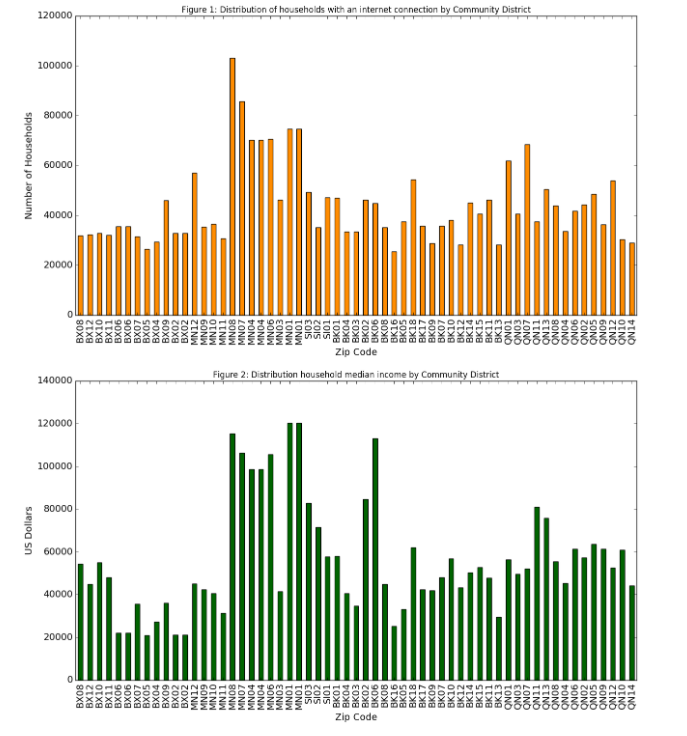 Figure 1: Distribution of households with an internet connection by Community District
120000
100000
80000
60000
40000
20000
0
Number of Households
BX08 BX12 BX10 BX11 BX06 BX06 BX07 BX05 BX04 BX09 BX02 BX02 MN12 MN09 MN10 MN11 MN08 MN07 MN04 MN04 MN06 MN03 MN01 MN01 SI03 SI02 SI01 BK01 BK04 BK03 BK02 BK06 BK08 BK16 BK05 BK18 BK17 BK09 BK07 BK10 BK12 BK14 BK15 BK11 BK13 QN01 QN03 QN07 QN11 QN13 QN08 QN04 QN06 QN02 QN05 QN09 QN12 QN10 QN14
Zip Code
Figure 2: Distribution household median income by Community District
140000
120000
100000
80000
60000
40000
20000
0
US Dollars
BX08 BX12 BX10 BX11 BX06 BX06 BX07 BX05 BX04 BX09 BX02 BX02 MN12 MN09 MN10 MN11 MN08 MN07 MN04 MN04 MN06 MN03 MN01 MN01 SI03 SI02 SI01 BK01 BK04 BK03 BK02 BK06 BK08 BK16 BK05 BK18 BK17 BK09 BK07 BK10 BK12 BK14 BK15 BK11 BK13 QN01 QN03 QN07 QN11 QN13 QN08 QN04 QN06 QN02 QN05 QN09 QN12 QN10 QN14
Zip Code